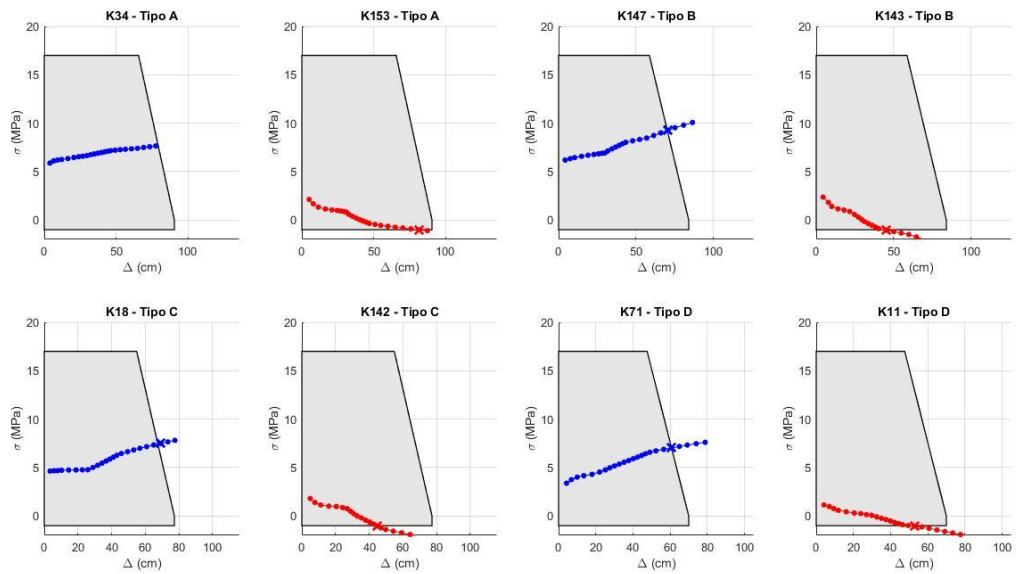 K34 - Tipo A
20
15
10
5
0
σ (MPa)
0
50
100
Δ (cm)
K153 - Tipo A
20
15
10
5
0
σ (MPa)
0
50
100
Δ (cm)
K147 - Tipo B
20
15
10
5
0
σ (MPa)
0
50
100
Δ (cm)
K143 - Tipo B
20
15
10
5
0
σ (MPa)
0
50
100
Δ (cm)
K18 - Tipo C
20
15
10
5
0
σ (MPa)
0 20 40 60 80 100
Δ (cm)
K142 - Tipo C
20
15
10
5
0
σ (MPa)
0 20 40 60 80 100
Δ (cm)
K71 - Tipo D
20
15
10
5
0
σ (MPa)
0 20 40 60 80 100
Δ (cm)
K11 - Tipo D
20
15
10
5
0
σ (MPa)
0 20 40 60 80 100
Δ (cm)